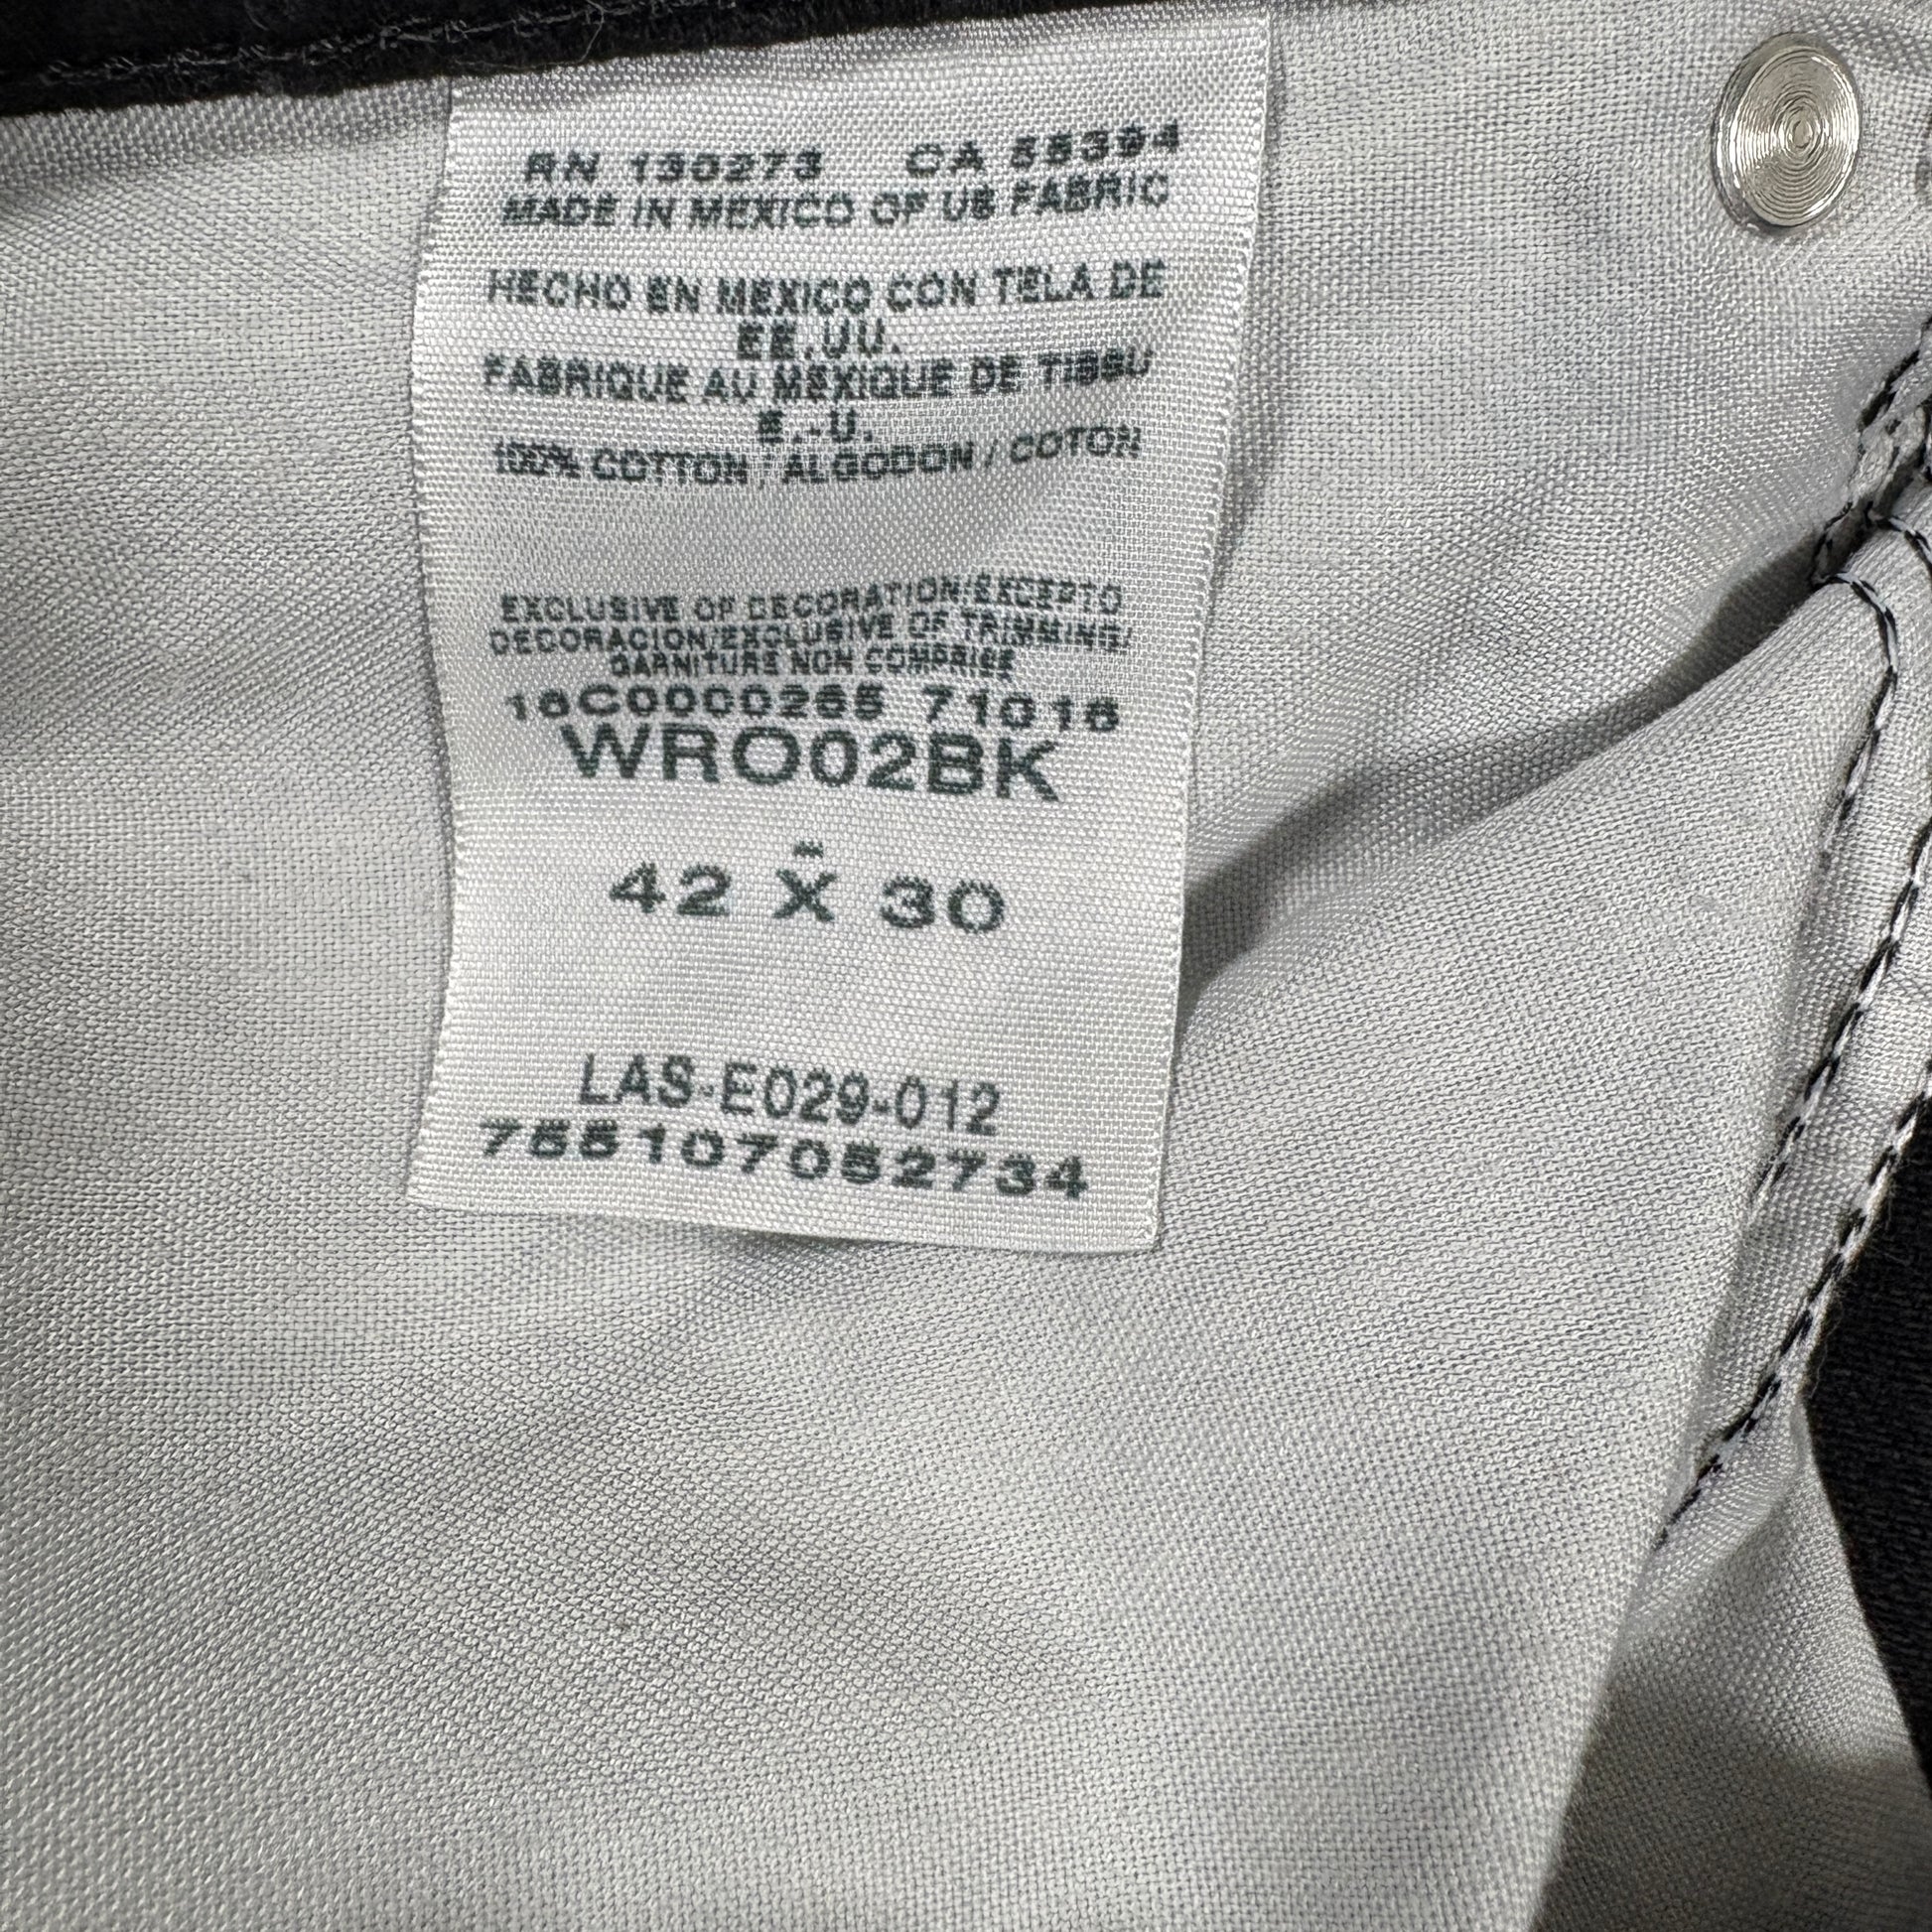 RN 130273 CA 55394
MADE IN MEXICO OF US FABRIC
HECHO EN MEXICO CON TELA DE
EE.UU.
FABRIQUE AU MEXIQUE DE TISSU
E.-U.
100% COTTON / ALGODON / COTON
EXCLUSIVE OF DECORATION/EXCEPTO
DECORACION/EXCLUSIVE OF TRIMMING/
GARNITURE NON COMPRISE
16C0000265 71016
WRO02BK
42 X 30
LAS-E029-012